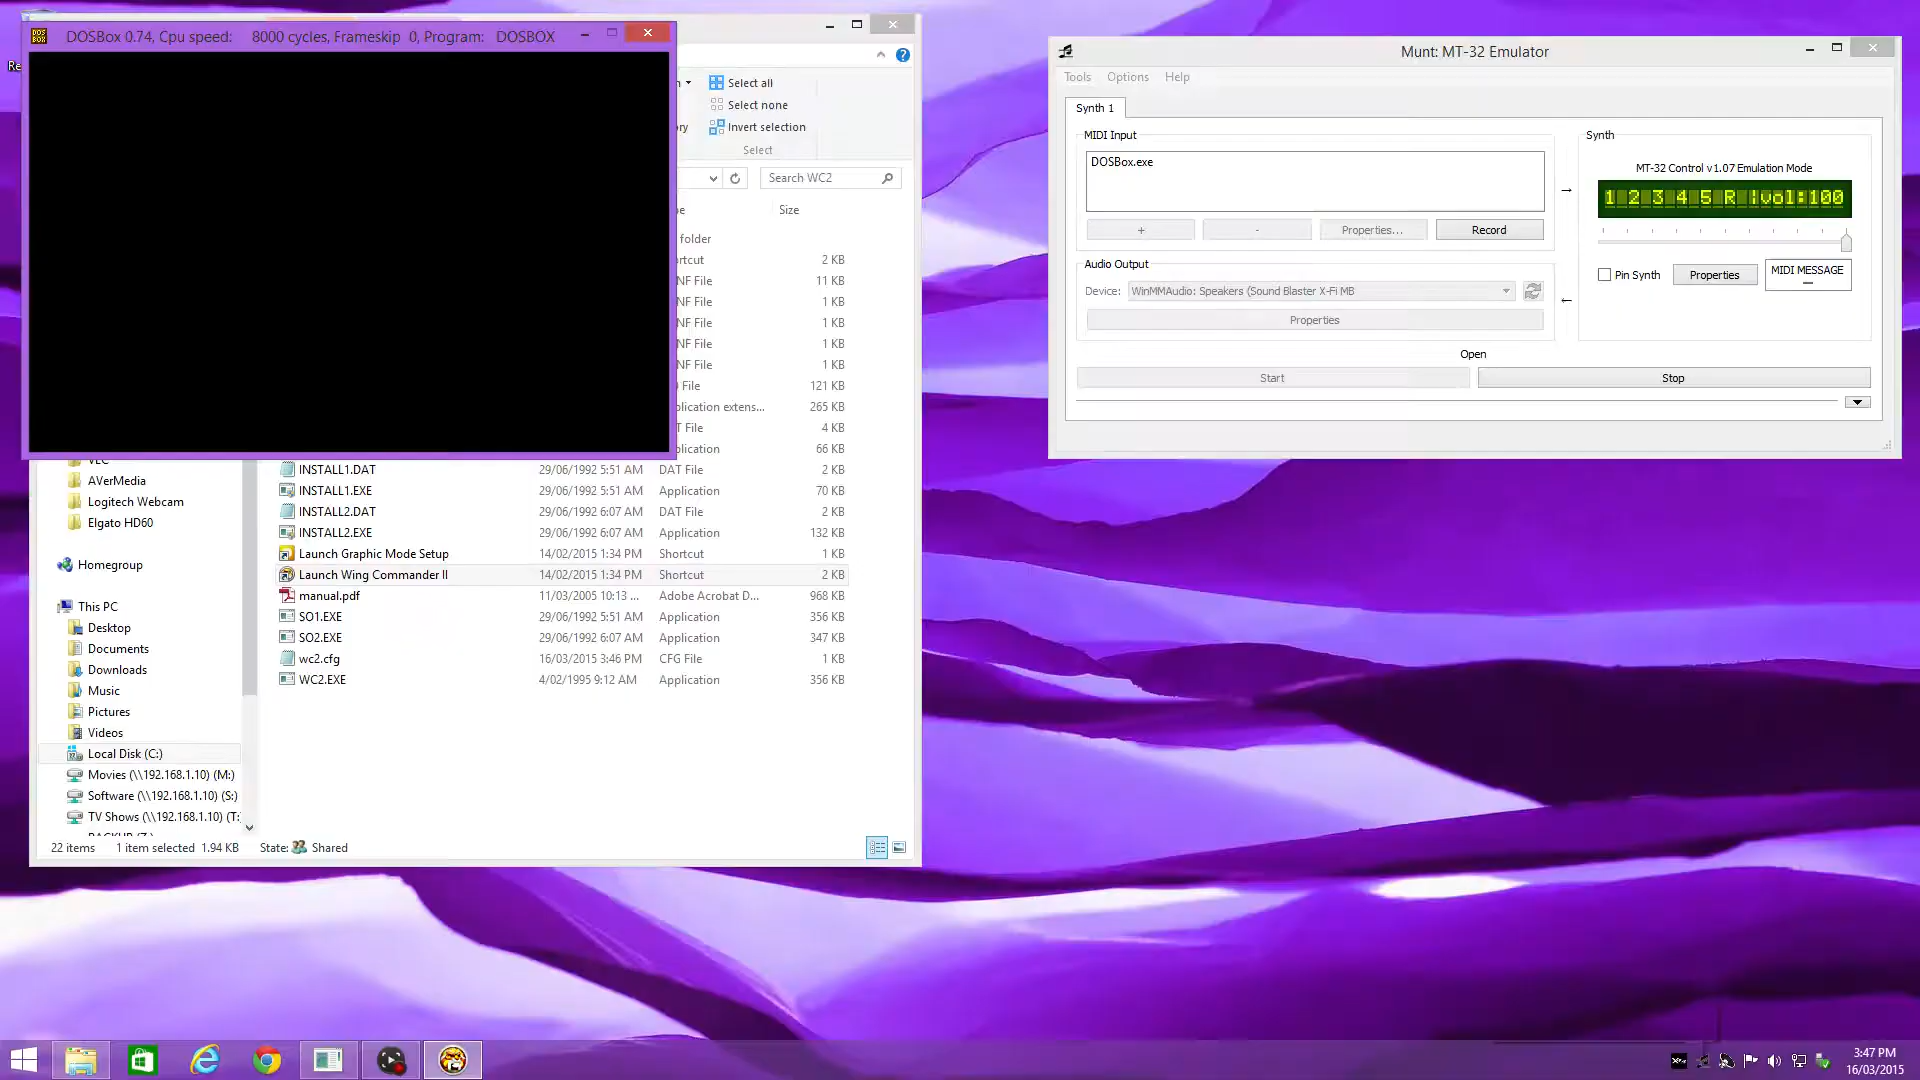 DOSBox 0.74, Cpu speed: 8000 cycles, Frameskip 0, Program: DOSBOX
Re
Select all
Select none
ry Invert selection
Select
Search WC2
pe Size
folder
rtcut 2 KB
NF File 11 KB
NF File 1 KB
NF File 1 KB
NF File 1 KB
NF File 1 KB
File 121 KB
plication extens... 265 KB
T File 4 KB
plication 66 KB
AVerMedia
Logitech Webcam
Elgato HD60
Homegroup
This PC
Desktop
Documents
Downloads
Music
Pictures
Videos
Local Disk (C:)
Movies (\\192.168.1.10) (M:)
Software (\\192.168.1.10) (S:)
TV Shows (\\192.168.1.10) (T:
INSTALL1.DAT 29/06/1992 5:51 AM DAT File 2 KB
INSTALL1.EXE 29/06/1992 5:51 AM Application 70 KB
INSTALL2.DAT 29/06/1992 6:07 AM DAT File 2 KB
INSTALL2.EXE 29/06/1992 6:07 AM Application 132 KB
Launch Graphic Mode Setup 14/02/2015 1:34 PM Shortcut 1 KB
Launch Wing Commander II 14/02/2015 1:34 PM Shortcut 2 KB
manual.pdf 11/03/2005 10:13 ... Adobe Acrobat D... 968 KB
SO1.EXE 29/06/1992 5:51 AM Application 356 KB
SO2.EXE 29/06/1992 6:07 AM Application 347 KB
wc2.cfg 16/03/2015 3:46 PM CFG File 1 KB
WC2.EXE 4/02/1995 9:12 AM Application 356 KB
22 items 1 item selected 1.94 KB State: Shared
Munt: MT-32 Emulator
Tools Options Help
Synth 1
MIDI Input
DOSBox.exe
+ - Properties... Record
Audio Output
Device: WinMMAudio: Speakers (Sound Blaster X-Fi MB
Properties
Synth
MT-32 Control v1.07 Emulation Mode
1 2 3 4 5 R |vol:100
Pin Synth Properties MIDI MESSAGE
Open
Start Stop
3:47 PM
16/03/2015